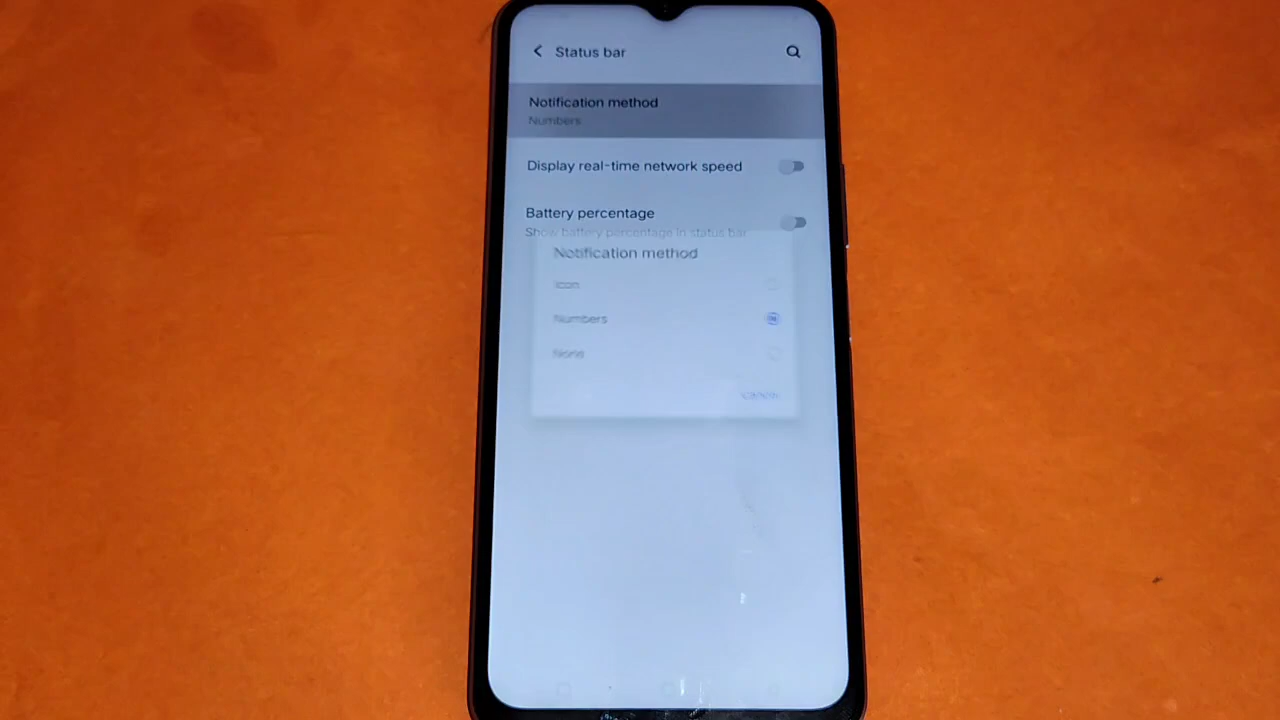 Status bar
Notification method
Numbers
Display real-time network speed
Battery percentage
Show battery percentage in status bar
Notification method
Icon
Numbers
None
CANCEL